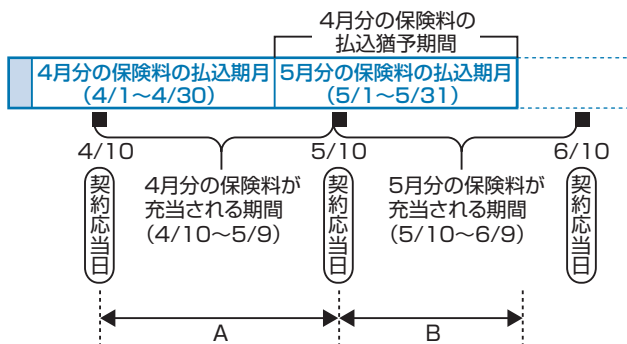 4月分の保険料の
払込猶予期間
4月分の保険料の払込期月
(4/1～4/30)
5月分の保険料の払込期月
(5/1～5/31)
4/10
5/10
6/10
4月分の保険料が
充当される期間
(4/10～5/9)
5月分の保険料が
充当される期間
(5/10～6/9)
契約応当日
契約応当日
契約応当日
A
B